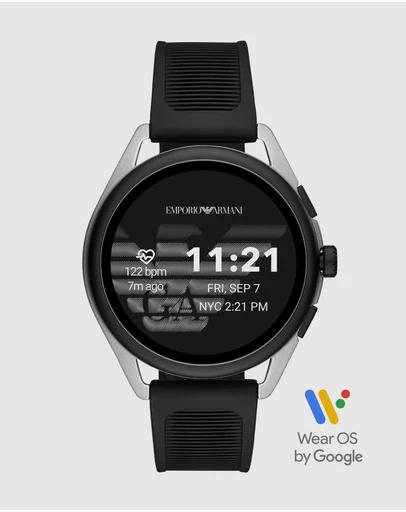 EMPORIO ARMANI
11:21
122 bpm
7m ago
FRI, SEP 7
NYC 2:21 PM
GA
Wear OS
by Google